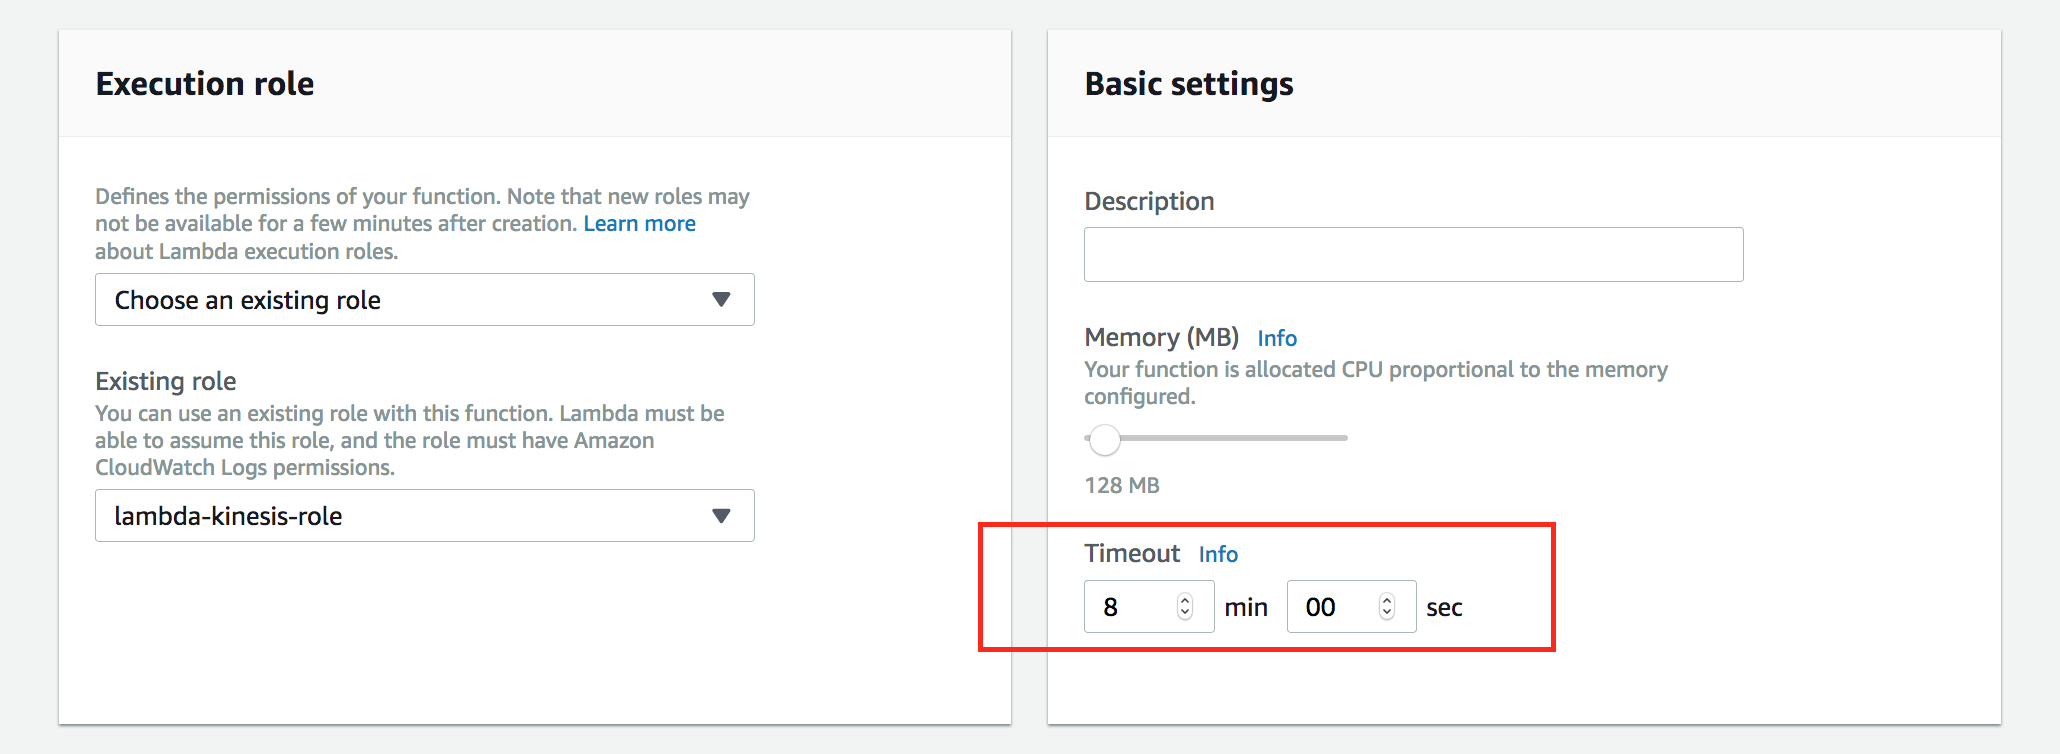 Execution role
Defines the permissions of your function. Note that new roles may
not be available for a few minutes after creation. Learn more
about Lambda execution roles.
Choose an existing role
Existing role
You can use an existing role with this function. Lambda must be
able to assume this role, and the role must have Amazon
CloudWatch Logs permissions.
lambda-kinesis-role
Basic settings
Description
Memory (MB) Info
Your function is allocated CPU proportional to the memory
configured.
128 MB
Timeout Info
8 min 00 sec